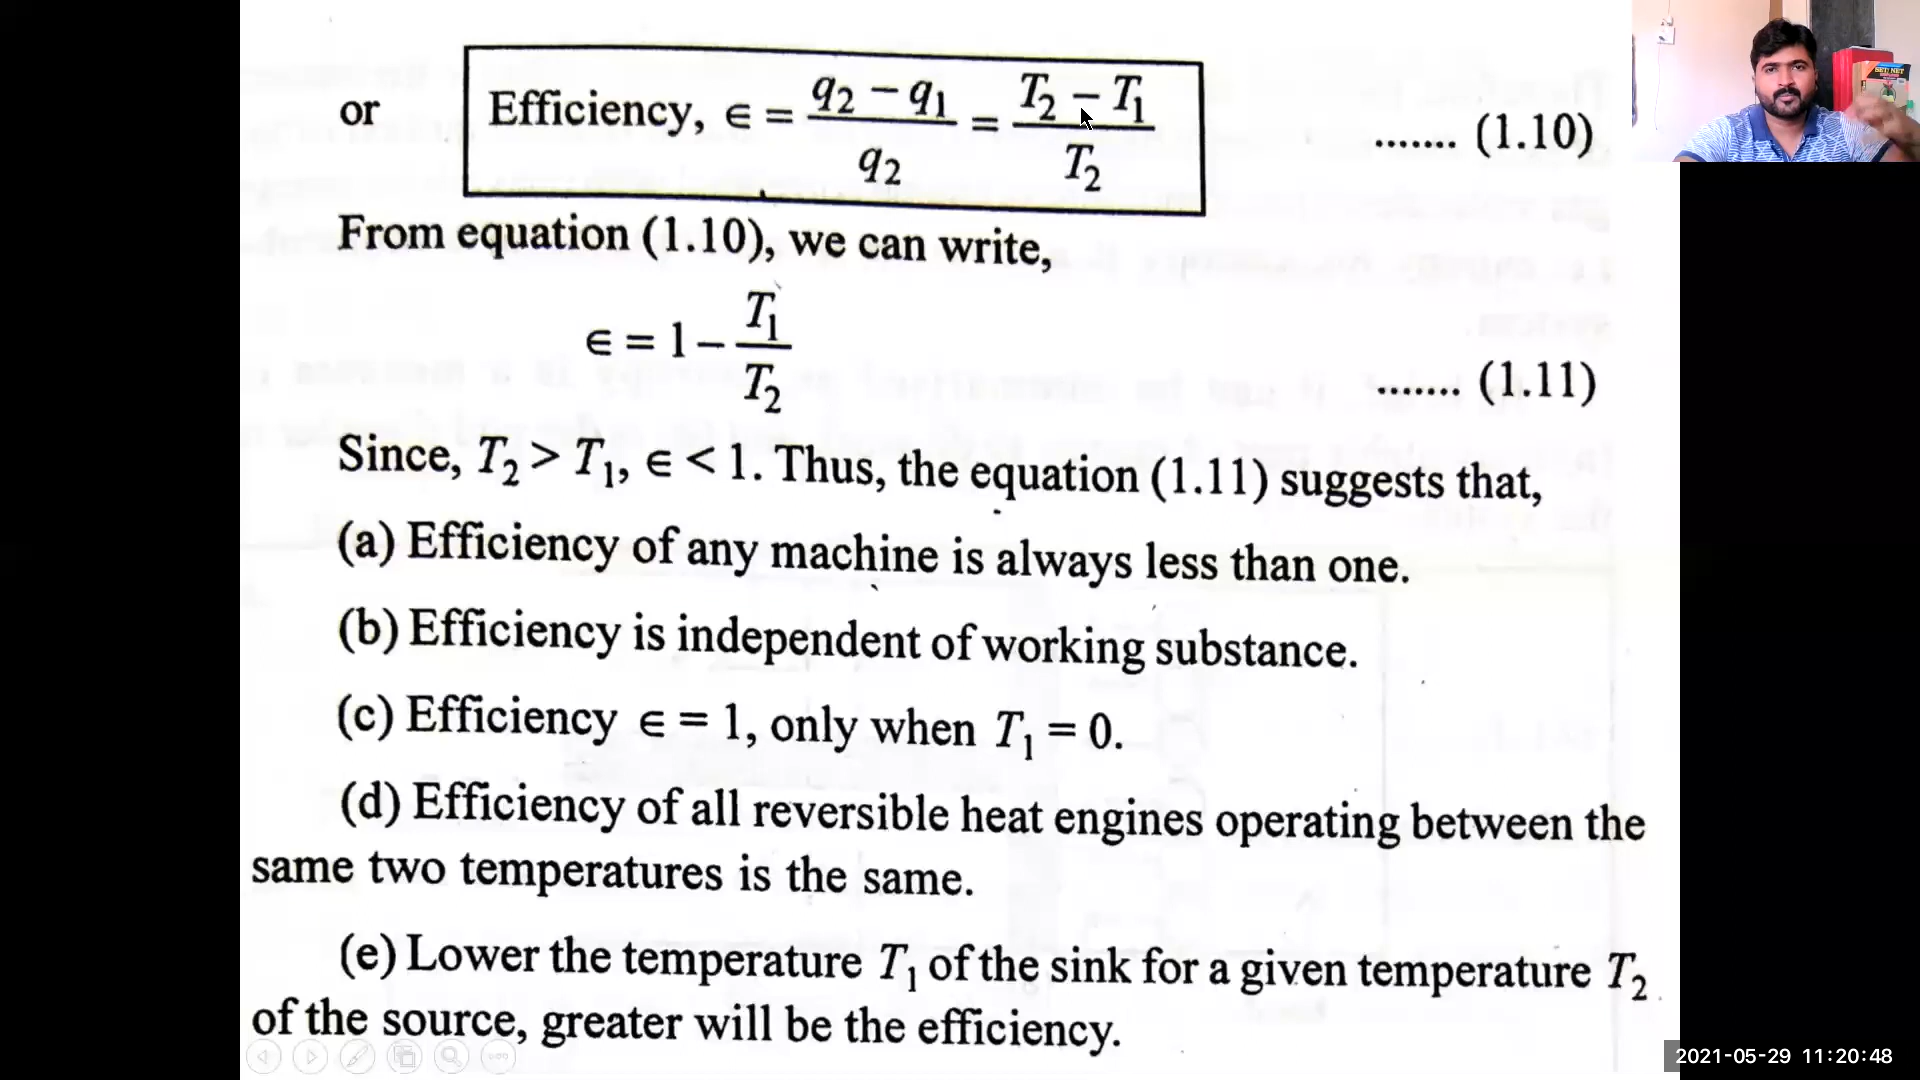 or Efficiency, ∈ = (q2 − q1)/q2 = (T2 − T1)/T2 ....... (1.10)
From equation (1.10), we can write,
∈ = 1 − T1/T2 ....... (1.11)
Since, T2 > T1, ∈ < 1. Thus, the equation (1.11) suggests that,
(a) Efficiency of any machine is always less than one.
(b) Efficiency is independent of working substance.
(c) Efficiency ∈ = 1, only when T1 = 0.
(d) Efficiency of all reversible heat engines operating between the
same two temperatures is the same.
(e) Lower the temperature T1 of the sink for a given temperature T2
of the source, greater will be the efficiency.
SET/NET
2021-05-29 11:20:48